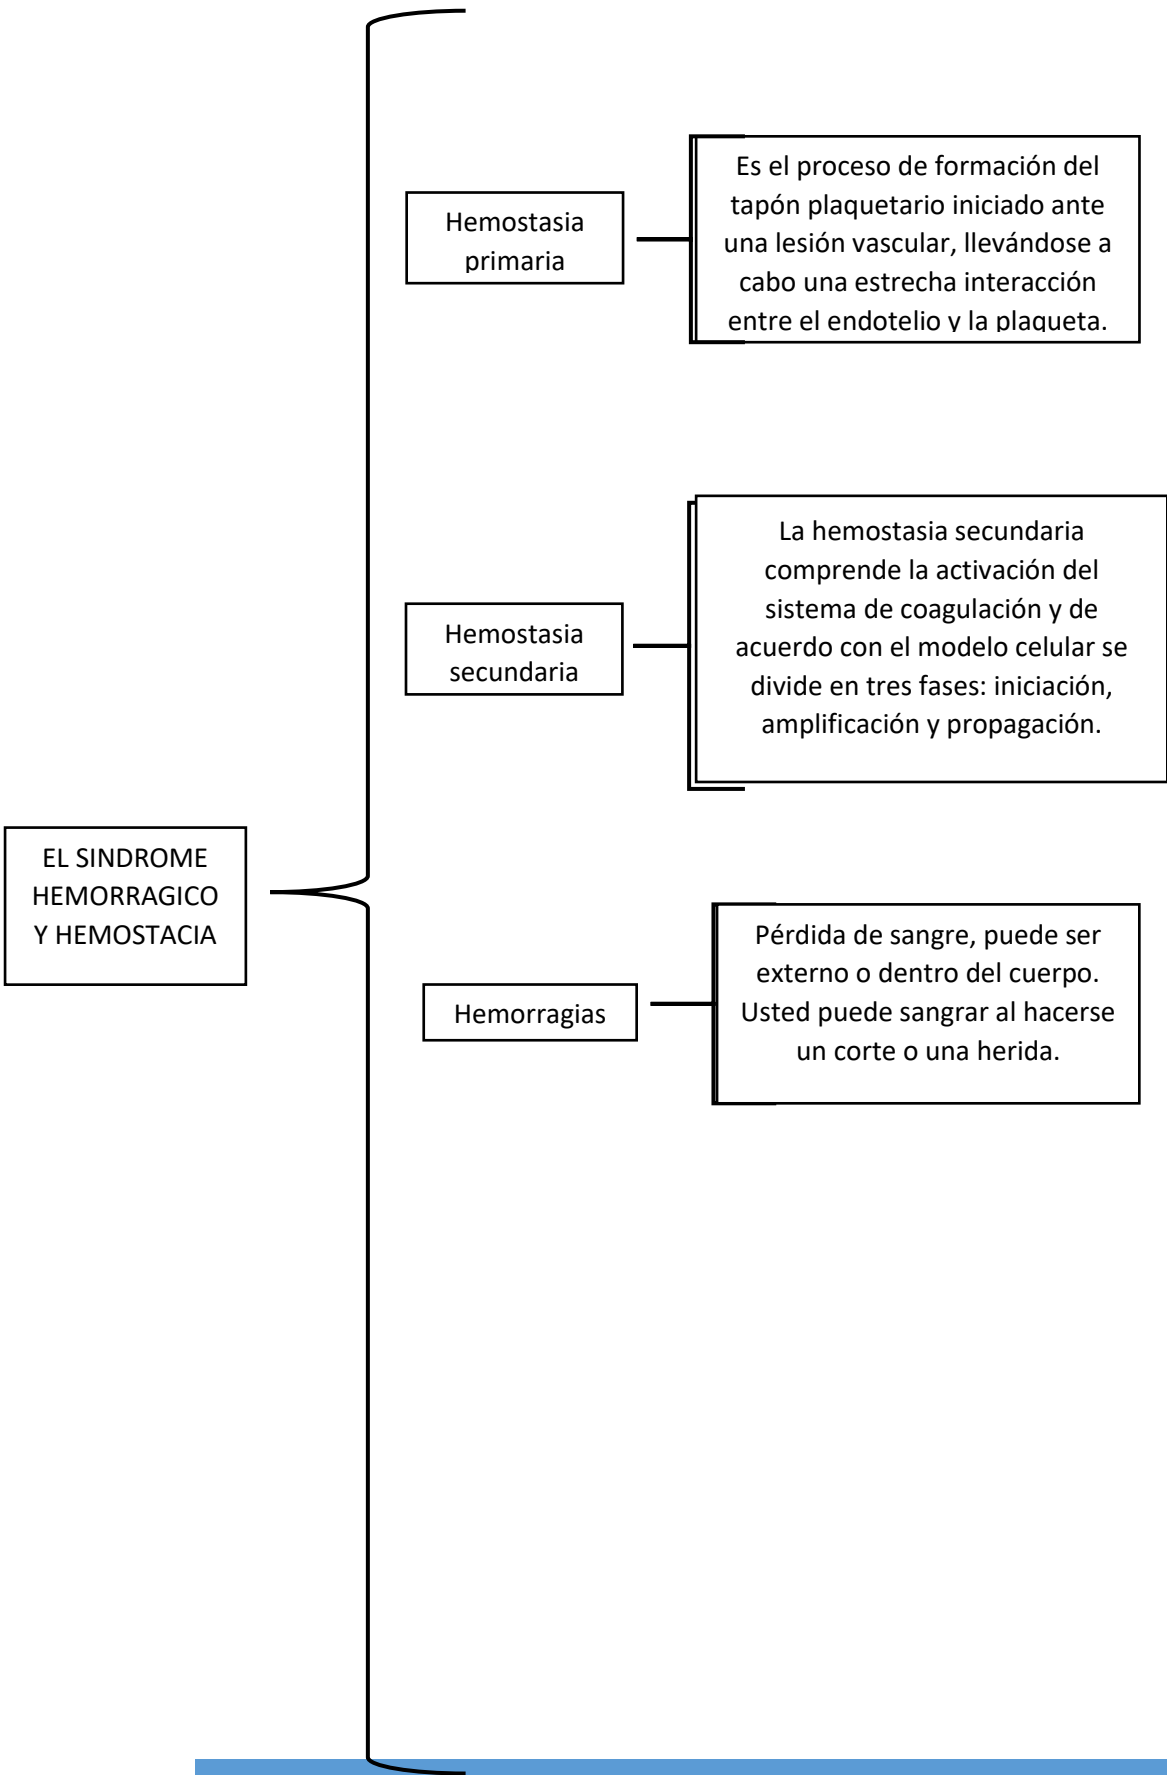 Hemostasia
primaria
Es el proceso de formación del
tapón plaquetario iniciado ante
una lesión vascular, llevándose a
cabo una estrecha interacción
entre el endotelio y la plaqueta.
Hemostasia
secundaria
La hemostasia secundaria
comprende la activación del
sistema de coagulación y de
acuerdo con el modelo celular se
divide en tres fases: iniciación,
amplificación y propagación.
EL SINDROME
HEMORRAGICO
Y HEMOSTACIA
Hemorragias
Pérdida de sangre, puede ser
externo o dentro del cuerpo.
Usted puede sangrar al hacerse
un corte o una herida.